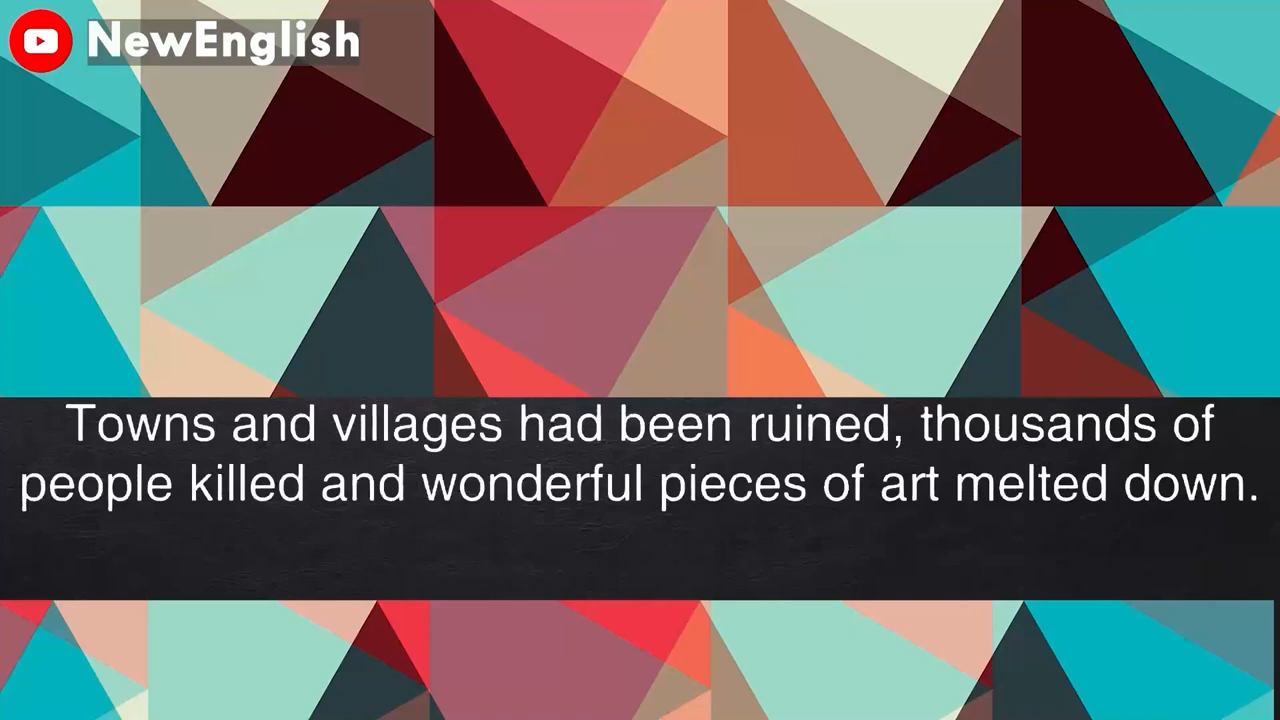 NewEnglish
Towns and villages had been ruined, thousands of
people killed and wonderful pieces of art melted down.